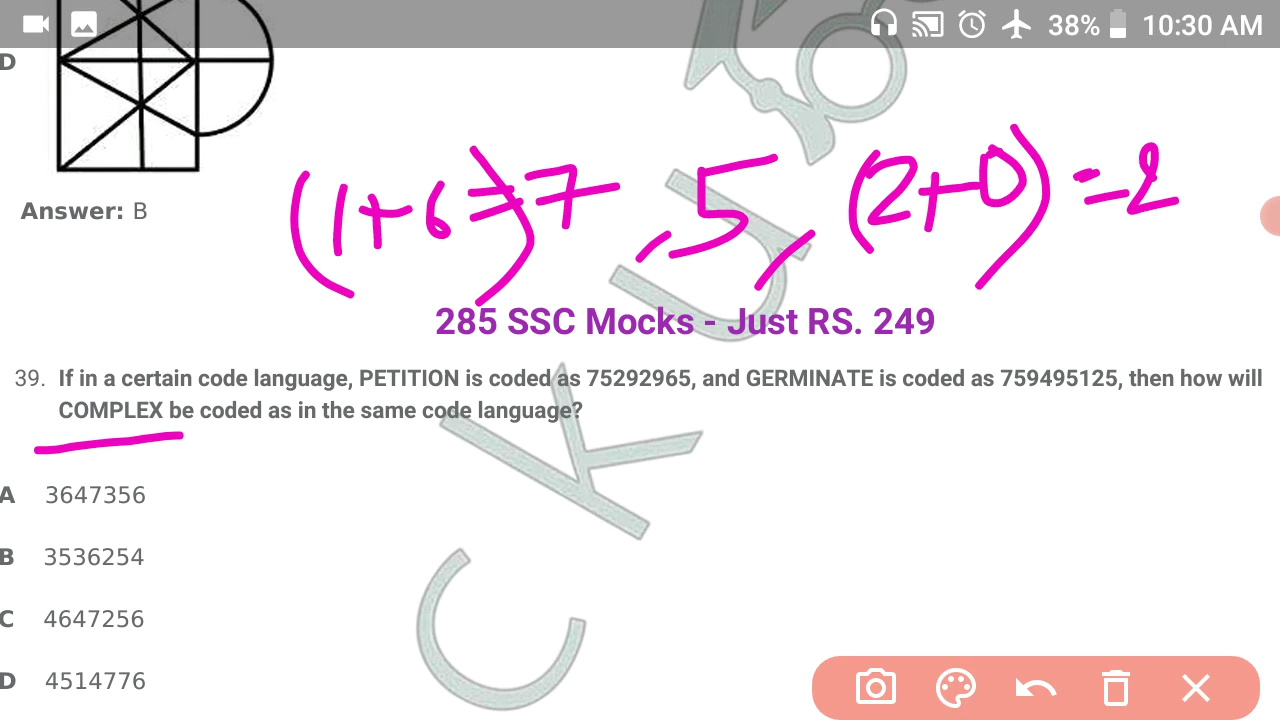 38% 10:30 AM
D
Answer: B
(1+6=)7 , 5 , (2+0)=2
285 SSC Mocks - Just RS. 249
39. If in a certain code language, PETITION is coded as 75292965, and GERMINATE is coded as 759495125, then how will
COMPLEX be coded as in the same code language?
A 3647356
B 3536254
C 4647256
D 4514776